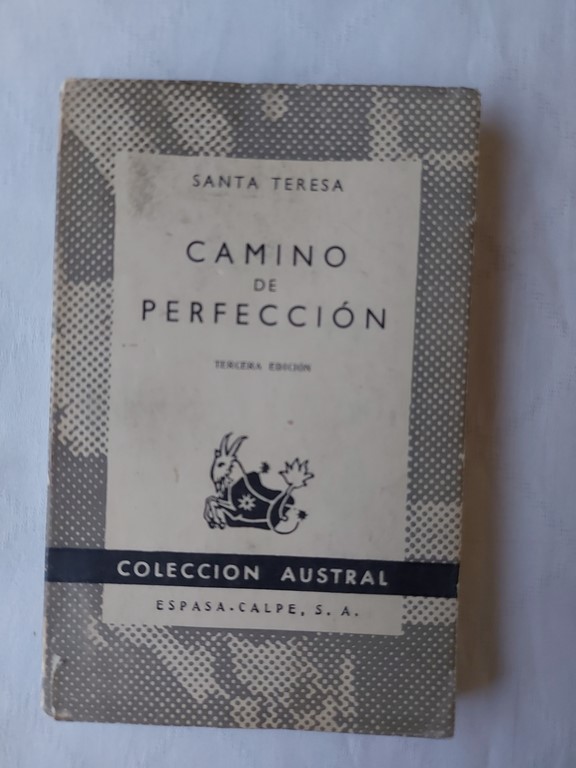 SANTA TERESA
CAMINO
DE
PERFECCIÓN
TERCERA EDICIÓN
COLECCION AUSTRAL
ESPASA-CALPE, S. A.